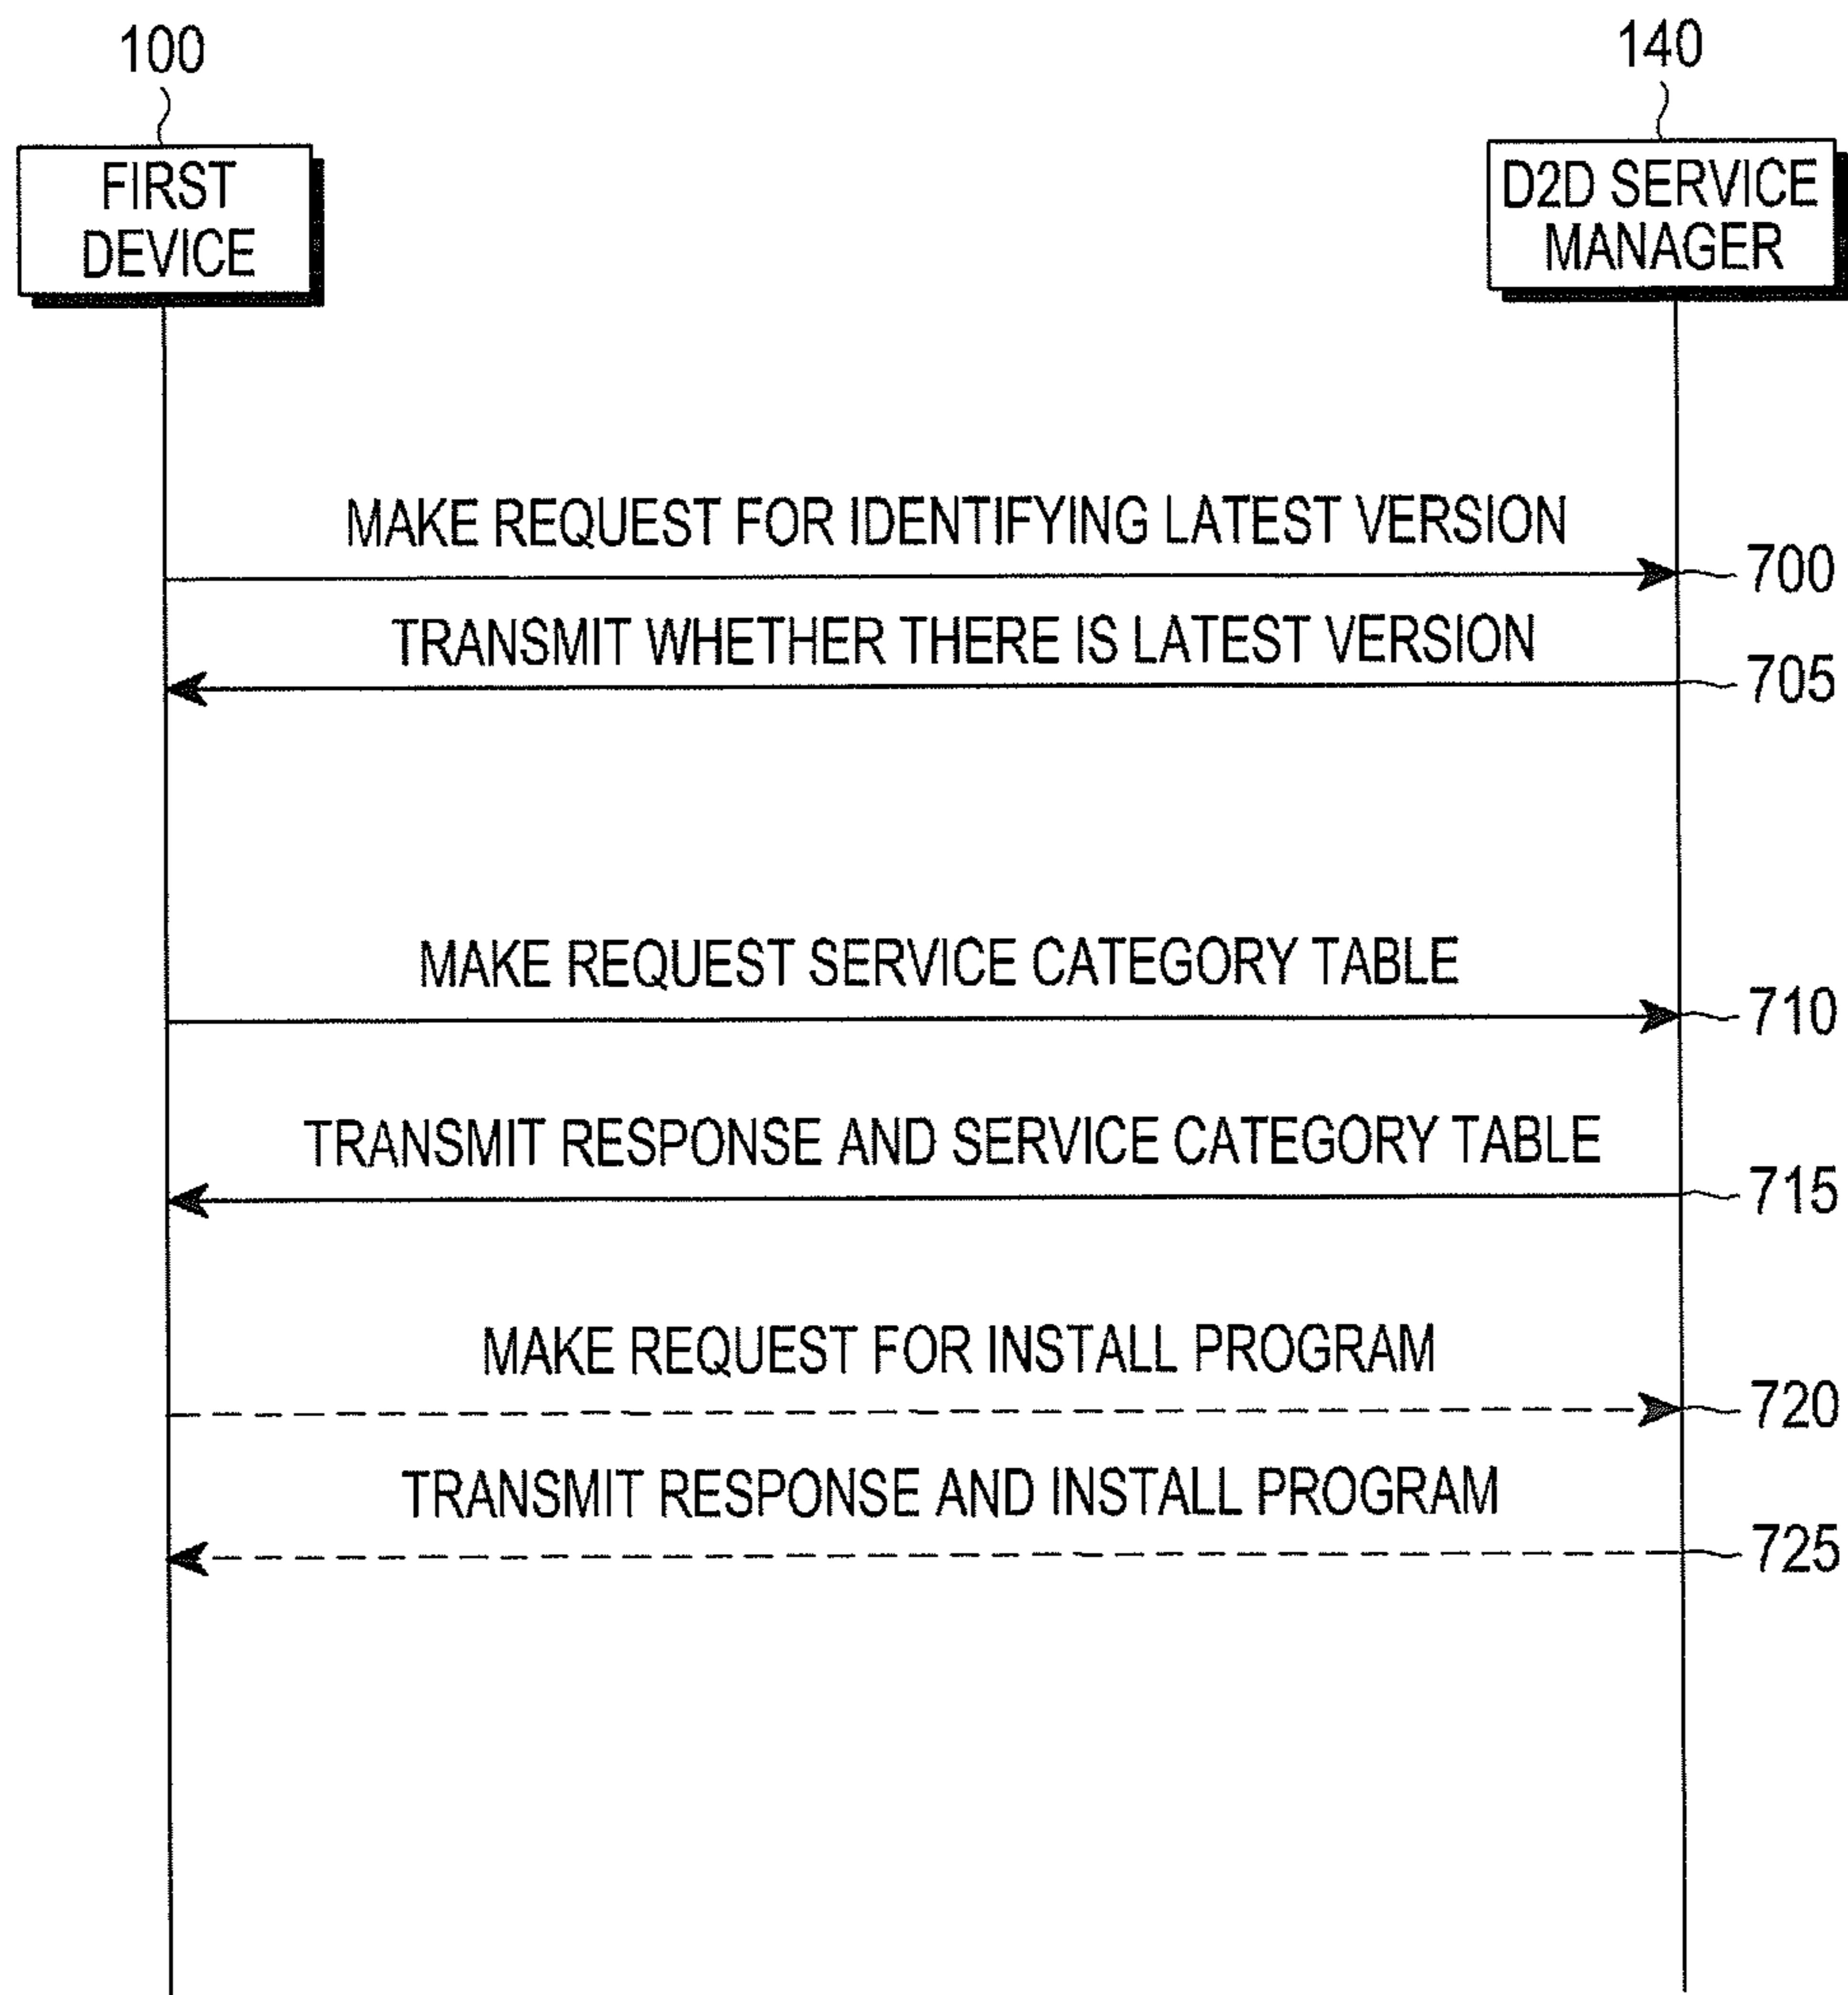 100
140
FIRST
DEVICE
D2D SERVICE
MANAGER
MAKE REQUEST FOR IDENTIFYING LATEST VERSION
700
TRANSMIT WHETHER THERE IS LATEST VERSION
705
MAKE REQUEST SERVICE CATEGORY TABLE
710
TRANSMIT RESPONSE AND SERVICE CATEGORY TABLE
715
MAKE REQUEST FOR INSTALL PROGRAM
720
TRANSMIT RESPONSE AND INSTALL PROGRAM
725